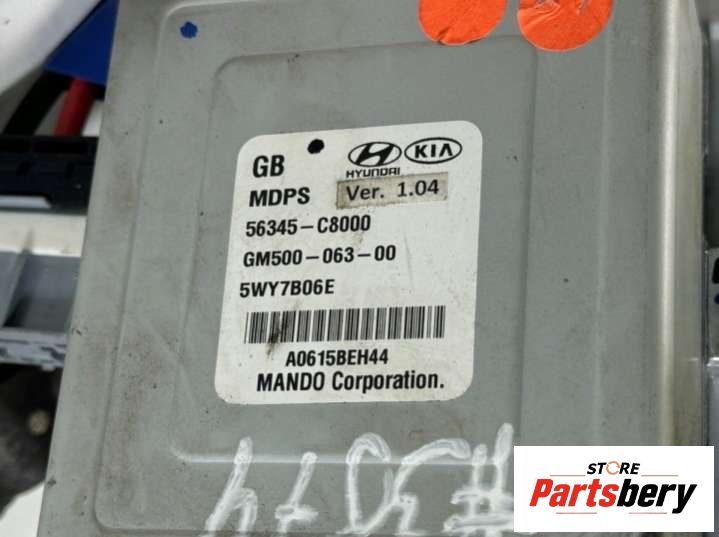 GB HYUNDAI KIA
MDPS Ver. 1.04
56345-C8000
GM500-063-00
5WY7B06E
A0615BEH44
MANDO Corporation.
STORE
Partsbery